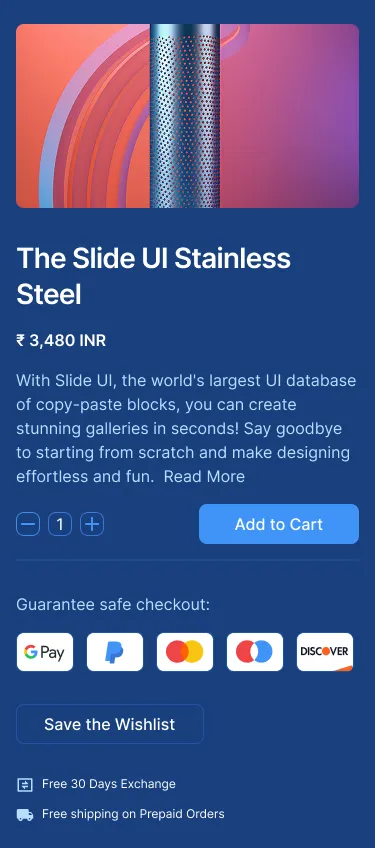 The Slide UI Stainless
Steel
₹ 3,480 INR
With Slide UI, the world's largest UI database
of copy-paste blocks, you can create
stunning galleries in seconds! Say goodbye
to starting from scratch and make designing
effortless and fun. Read More
1 Add to Cart
Guarantee safe checkout:
G Pay DISCOVER
Save the Wishlist
Free 30 Days Exchange
Free shipping on Prepaid Orders